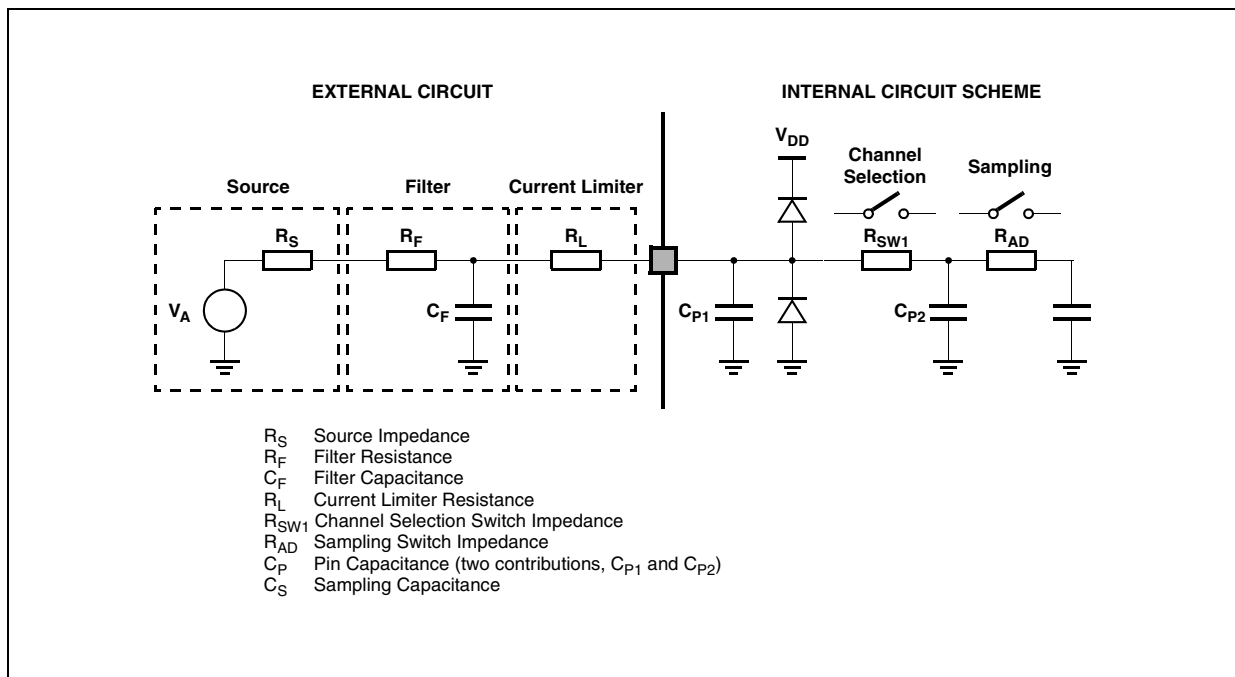 EXTERNAL CIRCUIT
INTERNAL CIRCUIT SCHEME
VDD
Channel
Selection
Sampling
Source
Filter
Current Limiter
RS
RF
RL
RSW1
RAD
VA
CF
CP1
CP2
RS Source Impedance
RF Filter Resistance
CF Filter Capacitance
RL Current Limiter Resistance
RSW1 Channel Selection Switch Impedance
RAD Sampling Switch Impedance
CP Pin Capacitance (two contributions, CP1 and CP2)
CS Sampling Capacitance